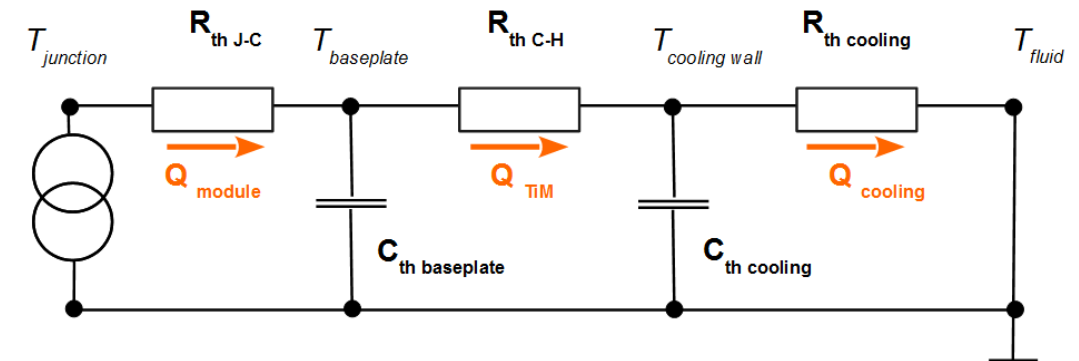 T junction
R th J-C
T baseplate
R th C-H
T cooling wall
R th cooling
T fluid
Q module
Q TiM
Q cooling
C th baseplate
C th cooling